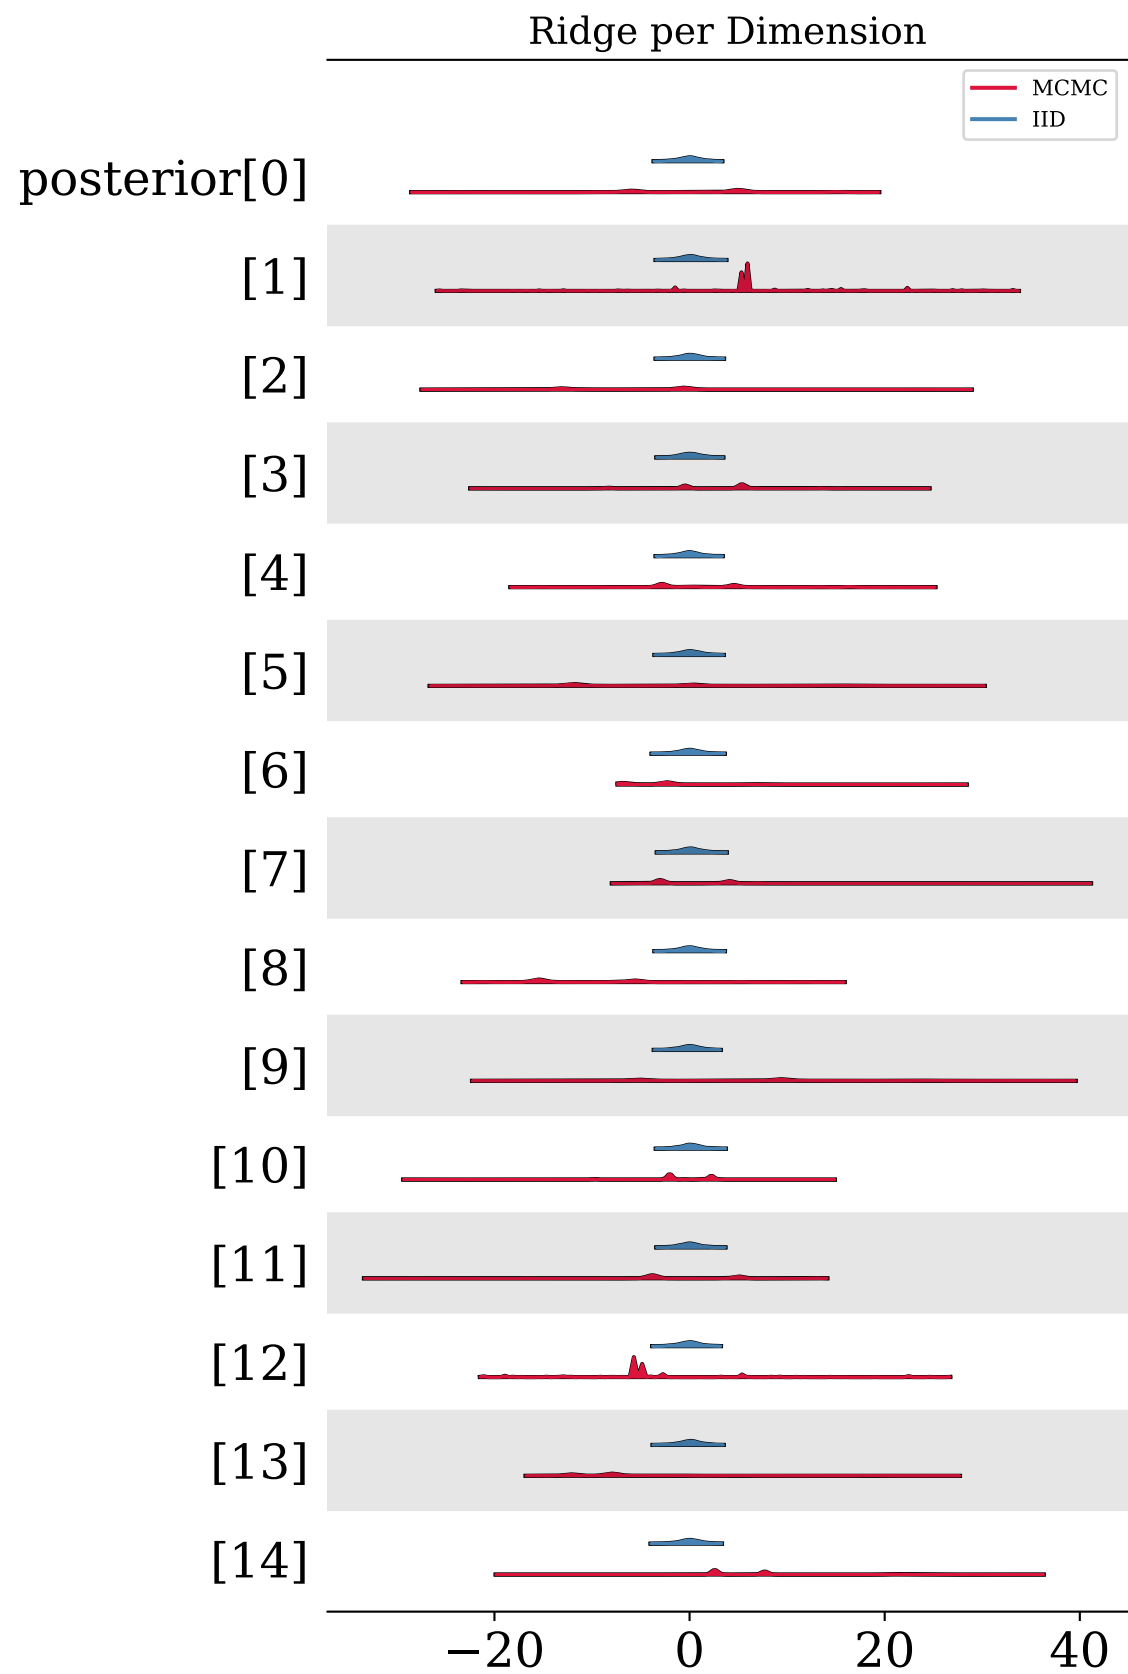 Ridge per Dimension
MCMC
IID
posterior[0]
[1]
[2]
[3]
[4]
[5]
[6]
[7]
[8]
[9]
[10]
[11]
[12]
[13]
[14]
−20 0 20 40